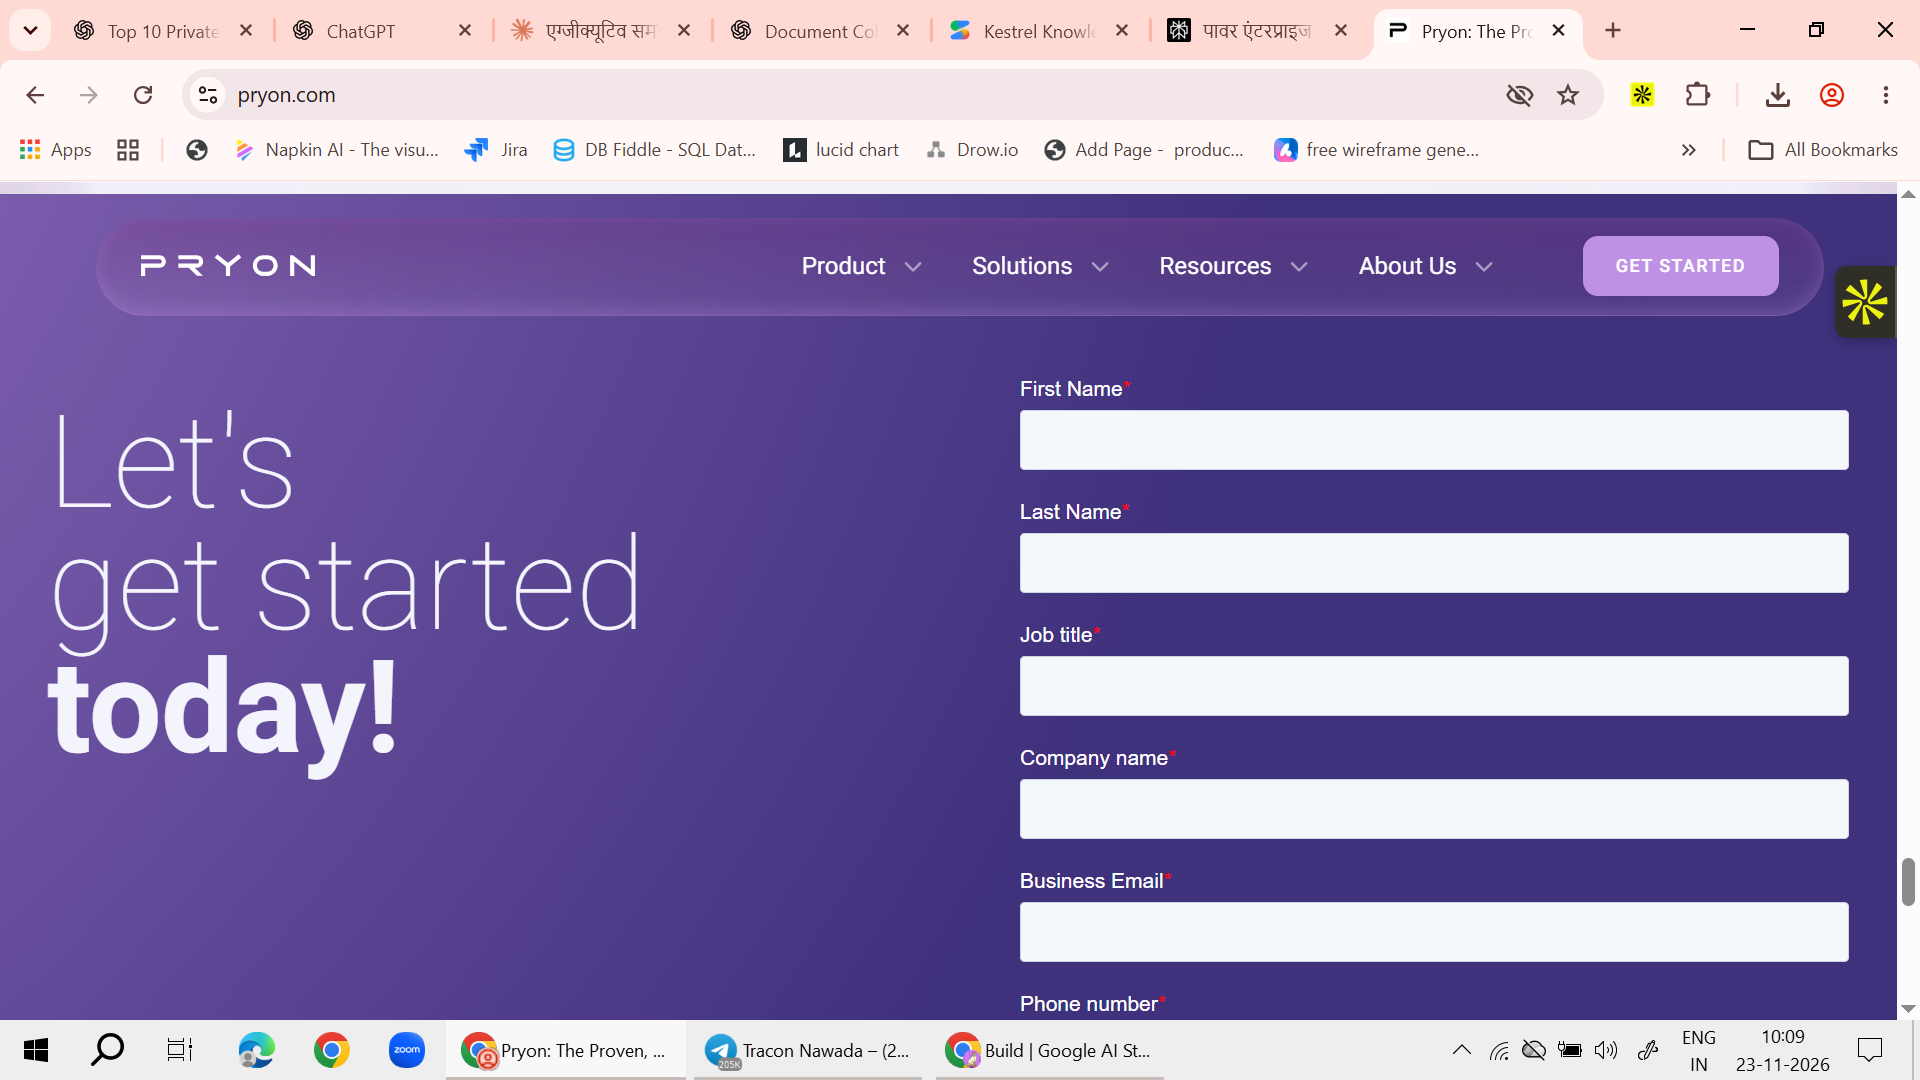 Top 10 Private
ChatGPT
एग्जीक्यूटिव सम
Document Col
Kestrel Knowle
पावर एंटरप्राइज
Pryon: The Pro
pryon.com
Apps
Napkin AI - The visu...
Jira
DB Fiddle - SQL Dat...
lucid chart
Drow.io
Add Page - produc...
free wireframe gene...
All Bookmarks
PRYON
Product
Solutions
Resources
About Us
GET STARTED
Let's
get started
today!
First Name*
Last Name*
Job title*
Company name*
Business Email*
Phone number*
zoom
Pryon: The Proven, ...
205K
Tracon Nawada – (2...
Build | Google AI St...
ENG
IN
10:09
23-11-2026